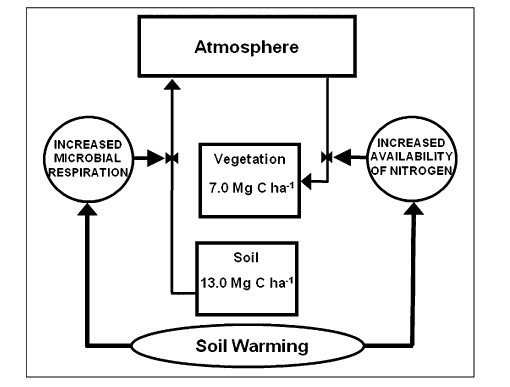 Atmosphere
INCREASED
MICROBIAL
RESPIRATION
Vegetation
7.0 Mg C ha-1
INCREASED
AVAILABILITY
OF NITROGEN
Soil
13.0 Mg C ha-1
Soil Warming